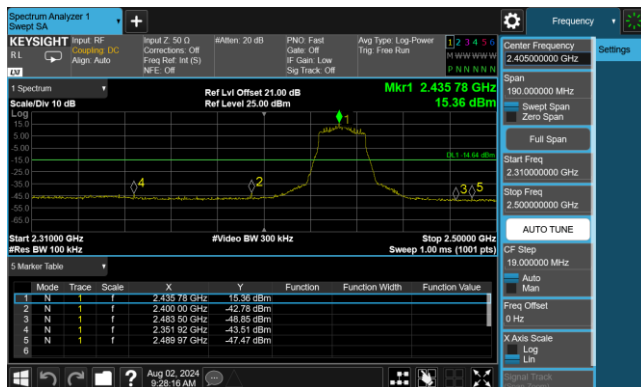 Spectrum Analyzer 1
Swept SA
Frequency
KEYSIGHT
R L
Input: RF
Coupling: DC
Align: Auto
Input Z: 50 Ω
Corrections: Off
Freq Ref: Int (S)
NFE: Off
#Atten: 20 dB
PNO: Fast
Gate: Off
IF Gain: Low
Sig Track: Off
Avg Type: Log-Power
Trig: Free Run
1 2 3 4 5 6
M W W W W W
P N N N N N
LXI
1 Spectrum
Scale/Div 10 dB
Log
Ref Lvl Offset 21.00 dB
Ref Level 25.00 dBm
Mkr1 2.435 78 GHz
15.36 dBm
15.0
5.00
-5.00
-15.0
-25.0
-35.0
-45.0
-55.0
-65.0
1
DL1 -14.64 dBm
4
2
3
5
Start 2.31000 GHz
#Res BW 100 kHz
#Video BW 300 kHz
Stop 2.50000 GHz
Sweep 1.00 ms (1001 pts)
5 Marker Table
Mode Trace Scale X Y Function Function Width Function Value
1 N 1 f 2.435 78 GHz 15.36 dBm
2 N 1 f 2.400 00 GHz -42.78 dBm
3 N 1 f 2.483 50 GHz -48.85 dBm
4 N 1 f 2.351 92 GHz -43.51 dBm
5 N 1 f 2.489 97 GHz -47.47 dBm
6
Aug 02, 2024
9:28:16 AM
?
Center Frequency
2.405000000 GHz
Settings
Span
190.000000 MHz
Swept Span
Zero Span
Full Span
Start Freq
2.310000000 GHz
Stop Freq
2.500000000 GHz
AUTO TUNE
CF Step
19.000000 MHz
Auto
Man
Freq Offset
0 Hz
X Axis Scale
Log
Lin
Signal Track